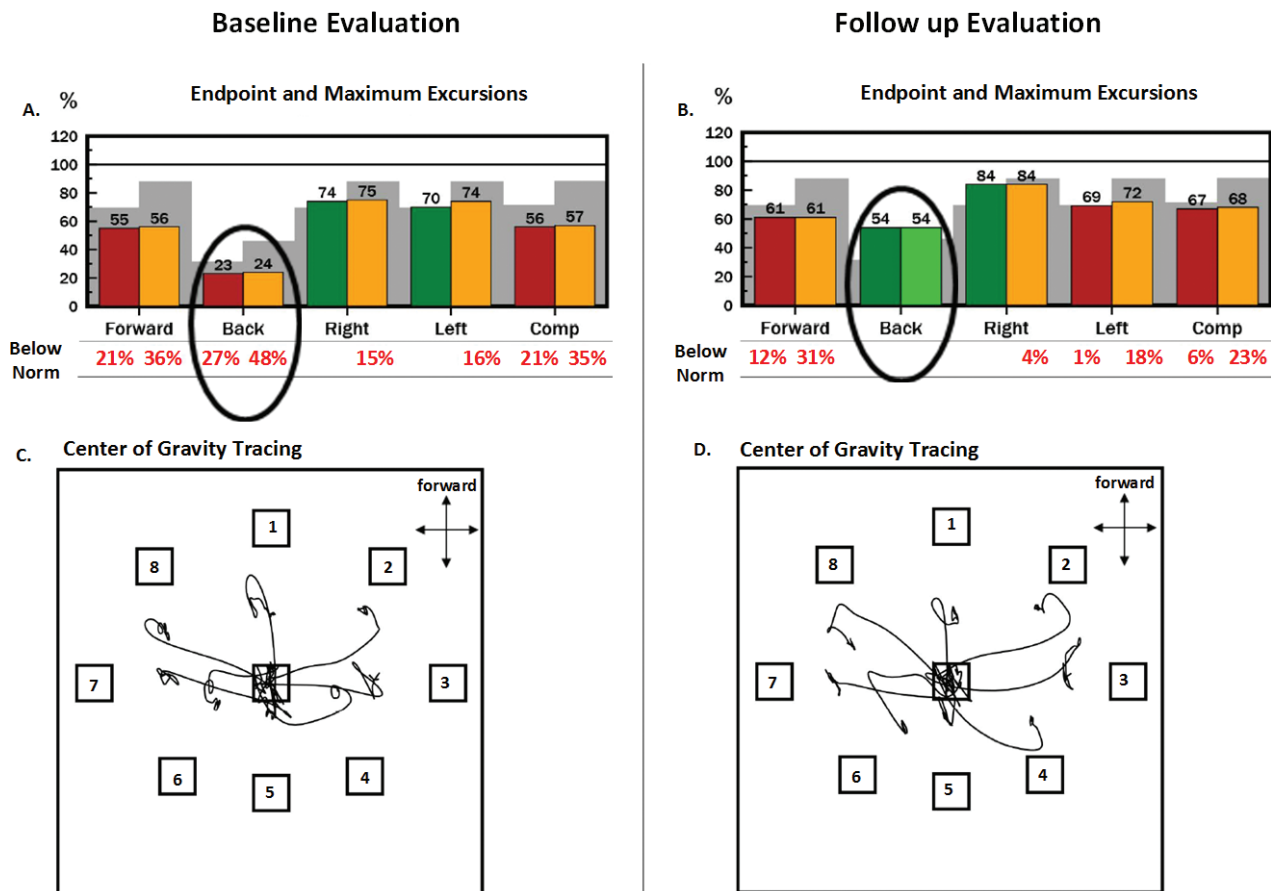 Baseline Evaluation
Follow up Evaluation
A.
%
Endpoint and Maximum Excursions
120
100
80
60
40
20
0
55 56
23 24
74 75
70 74
56 57
Forward Back Right Left Comp
Below
Norm
21% 36% 27% 48% 15% 16% 21% 35%
B.
%
Endpoint and Maximum Excursions
120
100
80
60
40
20
0
61 61
54 54
84 84
69 72
67 68
Forward Back Right Left Comp
Below
Norm
12% 31% 4% 1% 18% 6% 23%
C.
Center of Gravity Tracing
forward
1
8
2
7
3
6
5
4
D.
Center of Gravity Tracing
forward
1
8
2
7
3
6
5
4